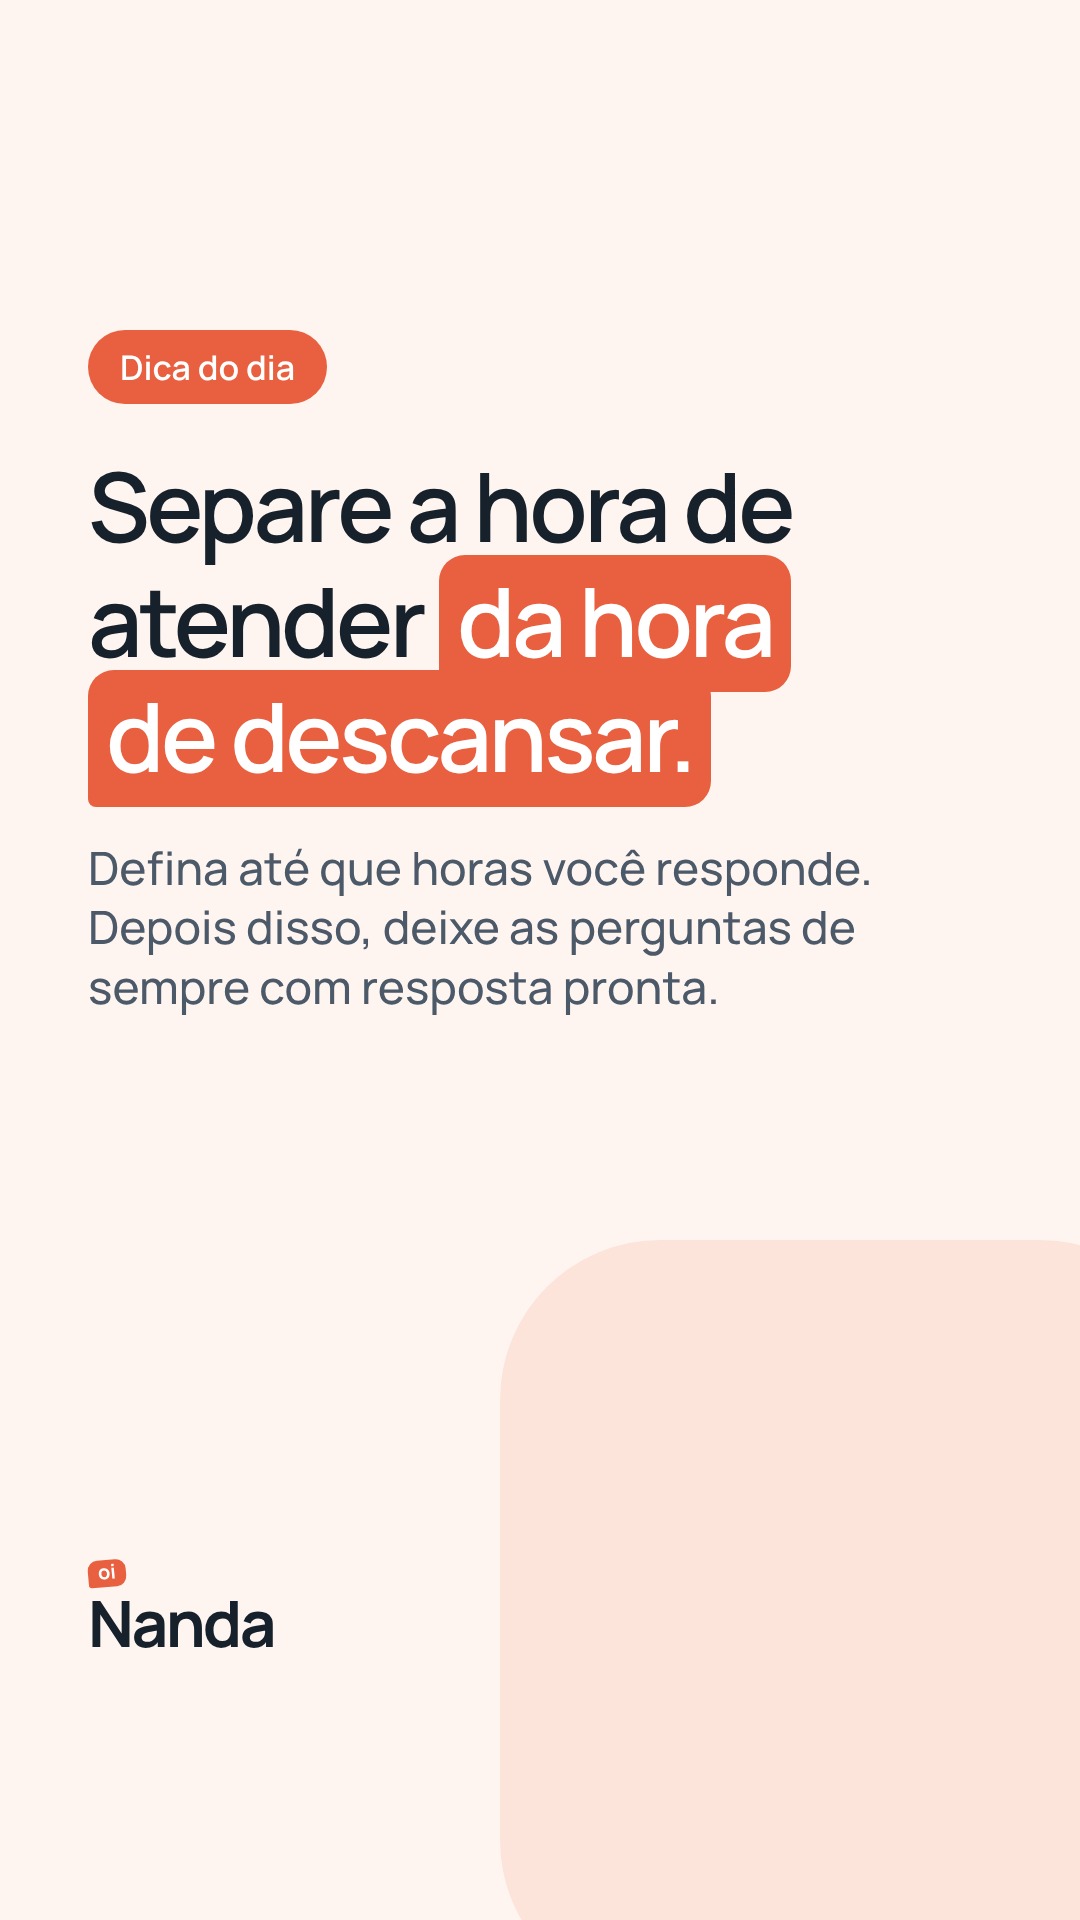 Dica do dia
Separe a hora de
atender da hora
de descansar.
Defina até que horas você responde.
Depois disso, deixe as perguntas de
sempre com resposta pronta.
oi
Nanda